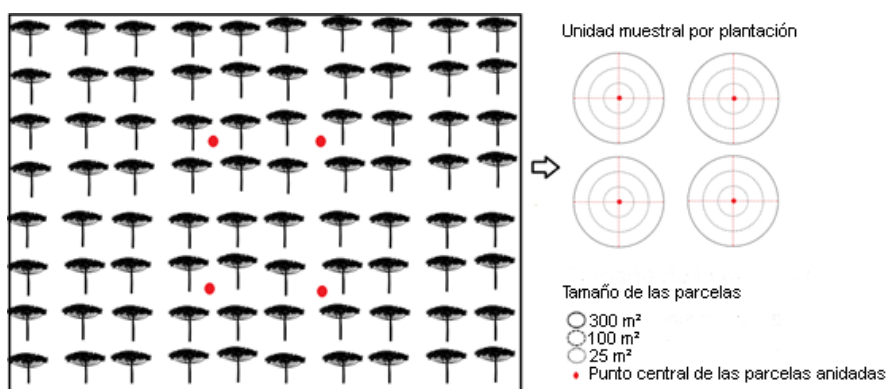 Unidad muestral por plantación
Tamaño de las parcelas
300 m²
100 m²
25 m²
Punto central de las parcelas anidadas